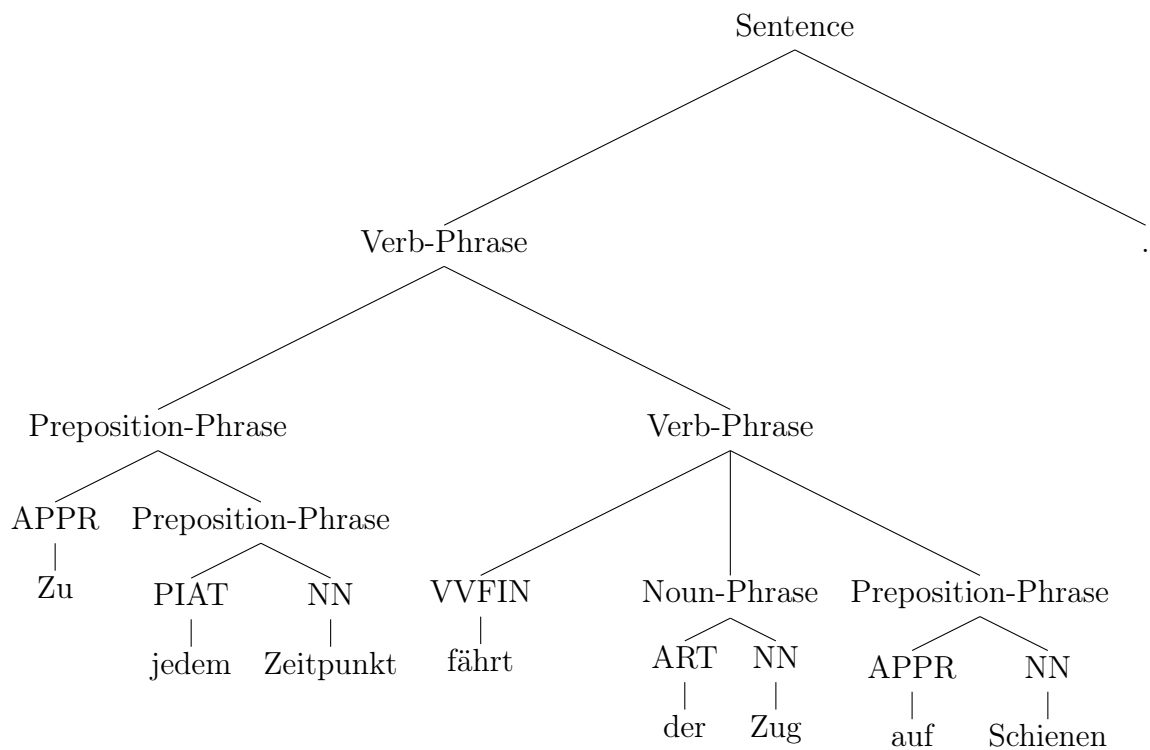 Sentence
Verb-Phrase .
Preposition-Phrase Verb-Phrase
APPR Preposition-Phrase
Zu PIAT NN VVFIN Noun-Phrase Preposition-Phrase
jedem Zeitpunkt fährt ART NN APPR NN
der Zug auf Schienen